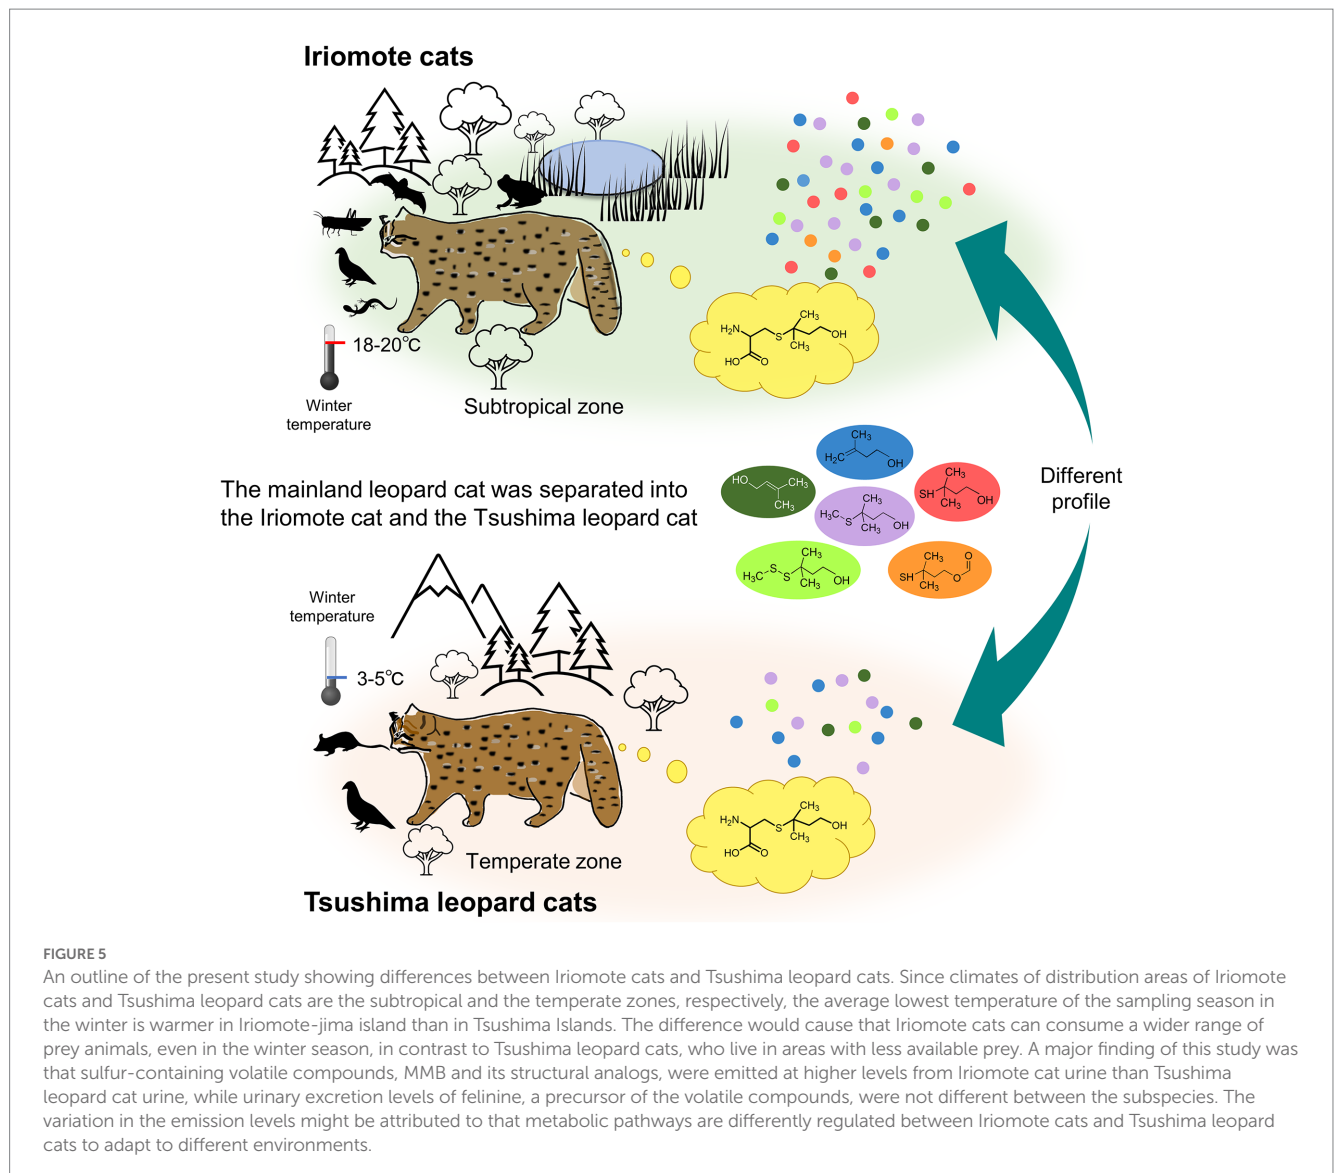 Iriomote cats
18-20℃
Winter
temperature
Subtropical zone
CH₃
H₂N
S
OH
CH₃
HO
O
The mainland leopard cat was separated into
the Iriomote cat and the Tsushima leopard cat
CH₃
H₂C
OH
HO
CH₃
CH₃
CH₃
SH
OH
CH₃
CH₃
H₃C
S
OH
CH₃
CH₃
S
H₃C
S
OH
CH₃
CH₃
O
SH
O
CH₃
Different
profile
Winter
temperature
3-5℃
CH₃
H₂N
S
OH
CH₃
HO
O
Temperate zone
Tsushima leopard cats
FIGURE 5
An outline of the present study showing differences between Iriomote cats and Tsushima leopard cats. Since climates of distribution areas of Iriomote
cats and Tsushima leopard cats are the subtropical and the temperate zones, respectively, the average lowest temperature of the sampling season in
the winter is warmer in Iriomote-jima island than in Tsushima Islands. The difference would cause that Iriomote cats can consume a wider range of
prey animals, even in the winter season, in contrast to Tsushima leopard cats, who live in areas with less available prey. A major finding of this study was
that sulfur-containing volatile compounds, MMB and its structural analogs, were emitted at higher levels from Iriomote cat urine than Tsushima
leopard cat urine, while urinary excretion levels of felinine, a precursor of the volatile compounds, were not different between the subspecies. The
variation in the emission levels might be attributed to that metabolic pathways are differently regulated between Iriomote cats and Tsushima leopard
cats to adapt to different environments.